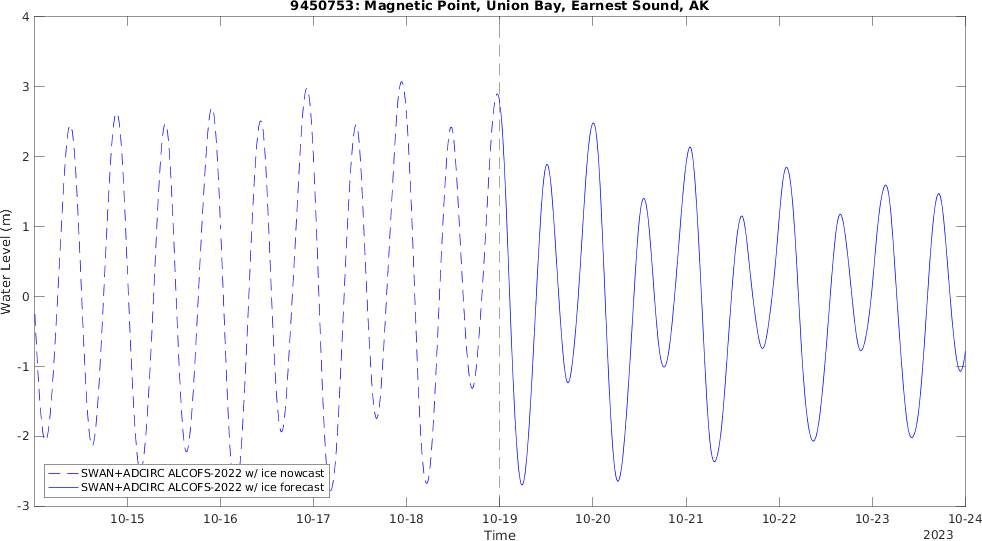 9450753: Magnetic Point, Union Bay, Earnest Sound, AK
Water Level (m)
4
3
2
1
0
-1
-2
-3
SWAN+ADCIRC ALCOFS-2022 w/ ice nowcast
SWAN+ADCIRC ALCOFS-2022 w/ ice forecast
10-15 10-16 10-17 10-18 10-19 10-20 10-21 10-22 10-23 10-24
Time
2023